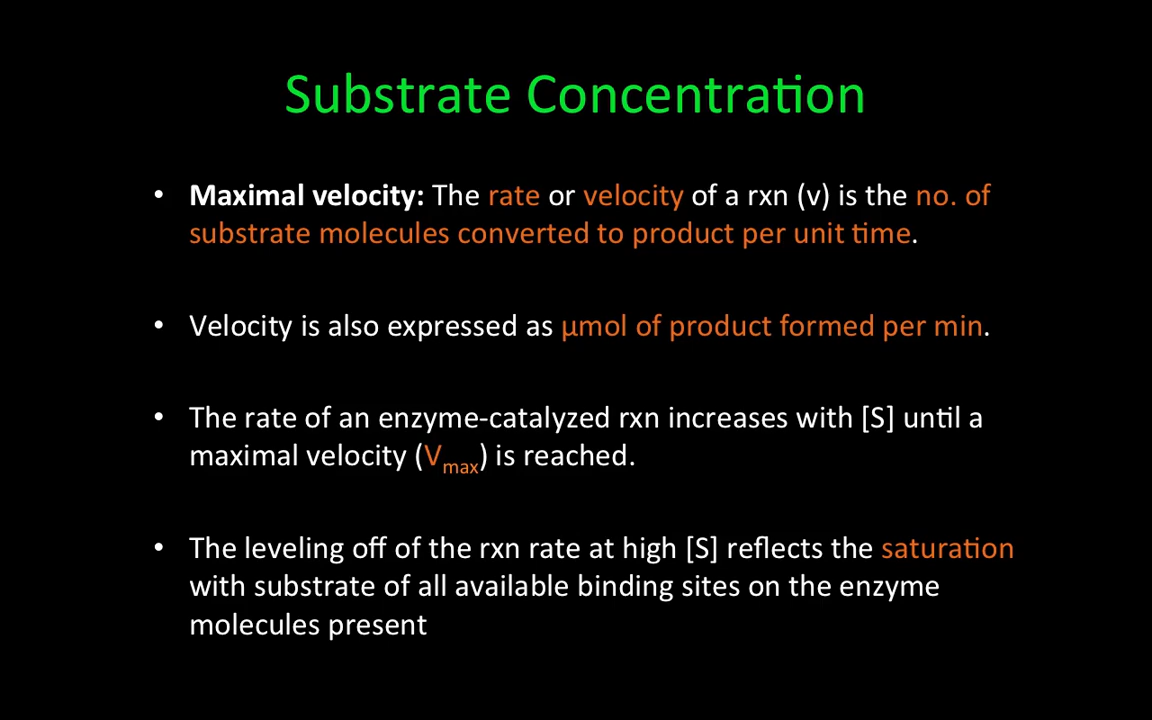 Substrate Concentration
• Maximal velocity: The rate or velocity of a rxn (v) is the no. of
substrate molecules converted to product per unit time.
• Velocity is also expressed as µmol of product formed per min.
• The rate of an enzyme-catalyzed rxn increases with [S] until a
maximal velocity (Vmax) is reached.
• The leveling off of the rxn rate at high [S] reflects the saturation
with substrate of all available binding sites on the enzyme
molecules present